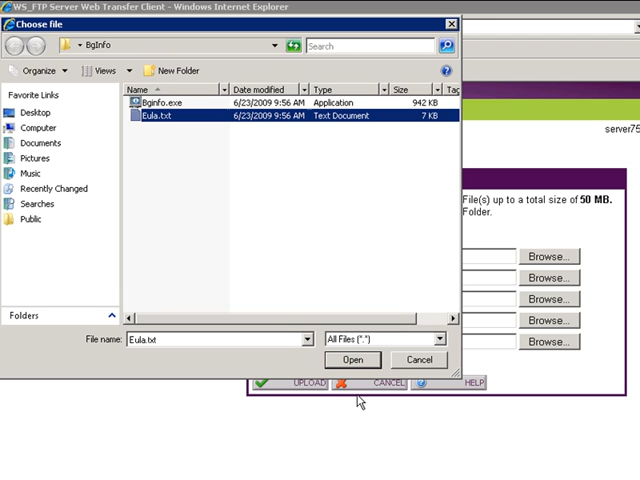 WS_FTP Server Web Transfer Client - Windows Internet Explorer
Choose file
BgInfo
Search
Organize
Views
New Folder
Favorite Links
Desktop
Computer
Documents
Pictures
Music
Recently Changed
Searches
Public
Folders
Name Date modified Type Size Tag
Bginfo.exe 6/23/2009 9:56 AM Application 942 KB
Eula.txt 6/23/2009 9:56 AM Text Document 7 KB
File name: Eula.txt All Files (*.*)
Open Cancel
server75
File(s) up to a total size of 50 MB.
Folder.
Browse...
Browse...
Browse...
Browse...
Browse...
UPLOAD CANCEL HELP